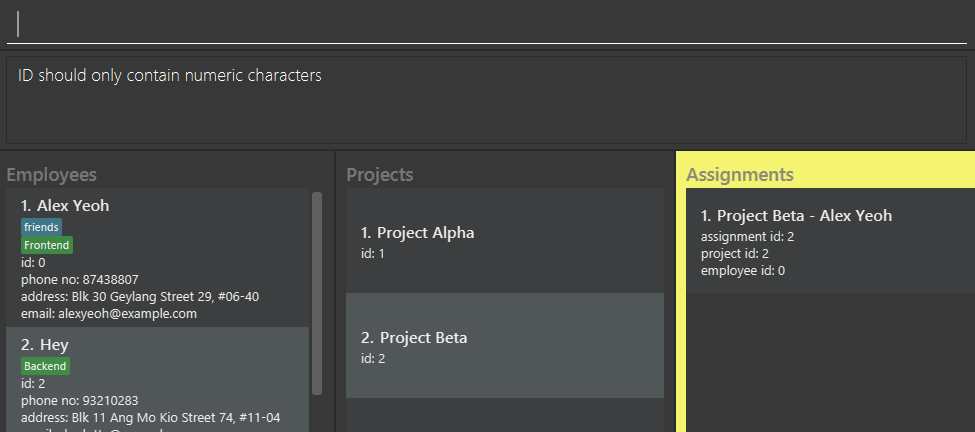 ID should only contain numeric characters
Employees
1. Alex Yeoh
friends
Frontend
id: 0
phone no: 87438807
address: Blk 30 Geylang Street 29, #06-40
email: alexyeoh@example.com
2. Hey
Backend
id: 2
phone no: 93210283
address: Blk 11 Ang Mo Kio Street 74, #11-04
Projects
1. Project Alpha
id: 1
2. Project Beta
id: 2
Assignments
1. Project Beta - Alex Yeoh
assignment id: 2
project id: 2
employee id: 0